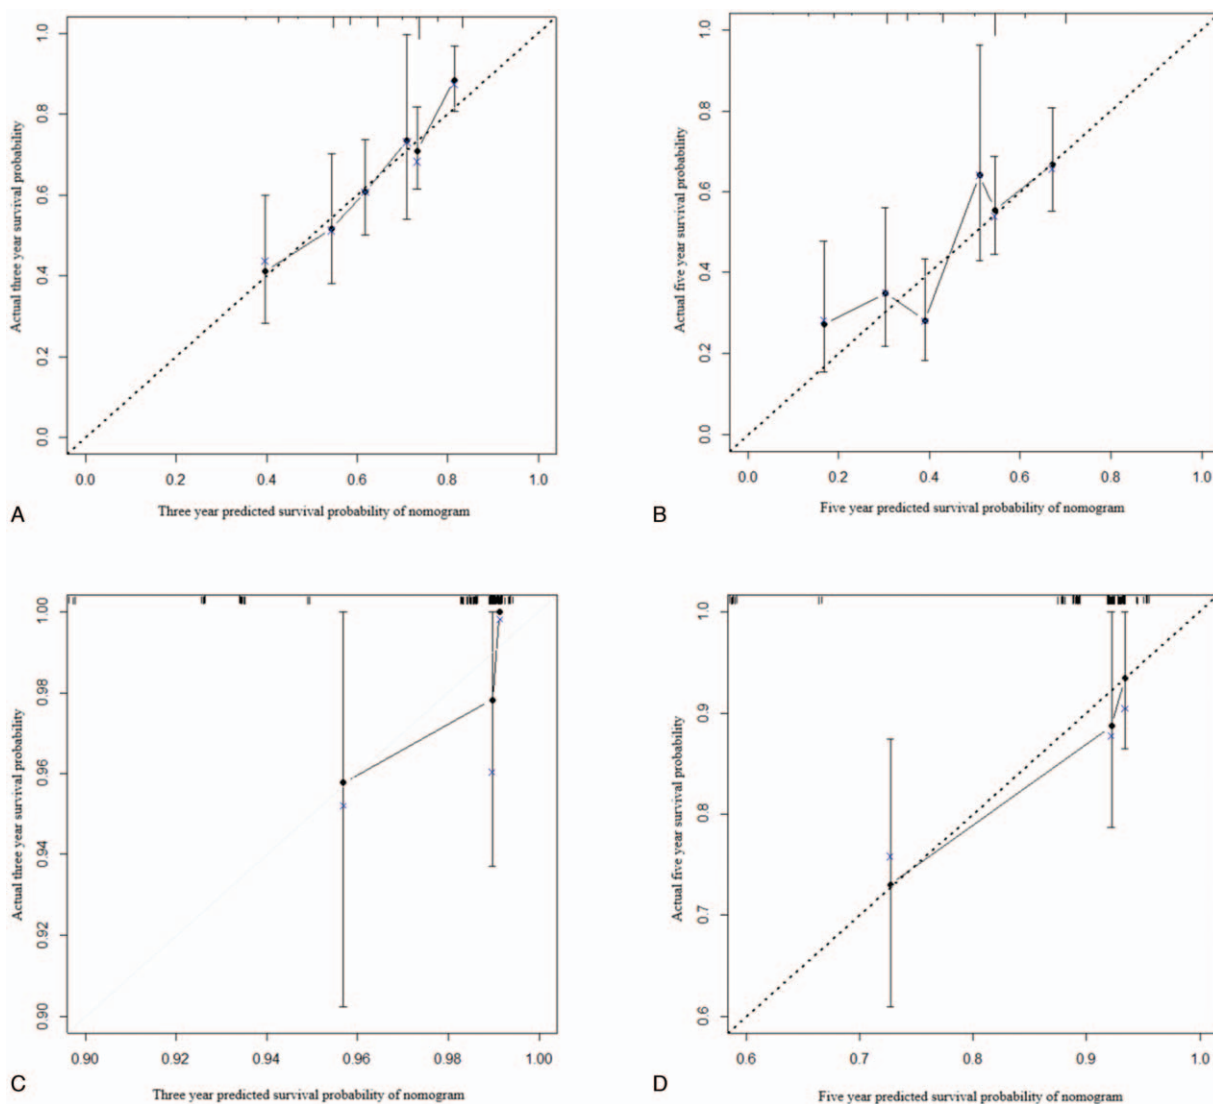 Actual three year survival probability
1.0
0.8
0.6
0.4
0.2
0.0
0.0 0.2 0.4 0.6 0.8 1.0
Three year predicted survival probability of nomogram
A
Actual five year survival probability
1.0
0.8
0.6
0.4
0.2
0.0
0.0 0.2 0.4 0.6 0.8 1.0
Five year predicted survival probability of nomogram
B
Actual three year survival probability
1.00
0.98
0.96
0.94
0.92
0.90
0.90 0.92 0.94 0.96 0.98 1.00
Three year predicted survival probability of nomogram
C
Actual five year survival probability
1.0
0.9
0.8
0.7
0.6
0.6 0.7 0.8 0.9 1.0
Five year predicted survival probability of nomogram
D